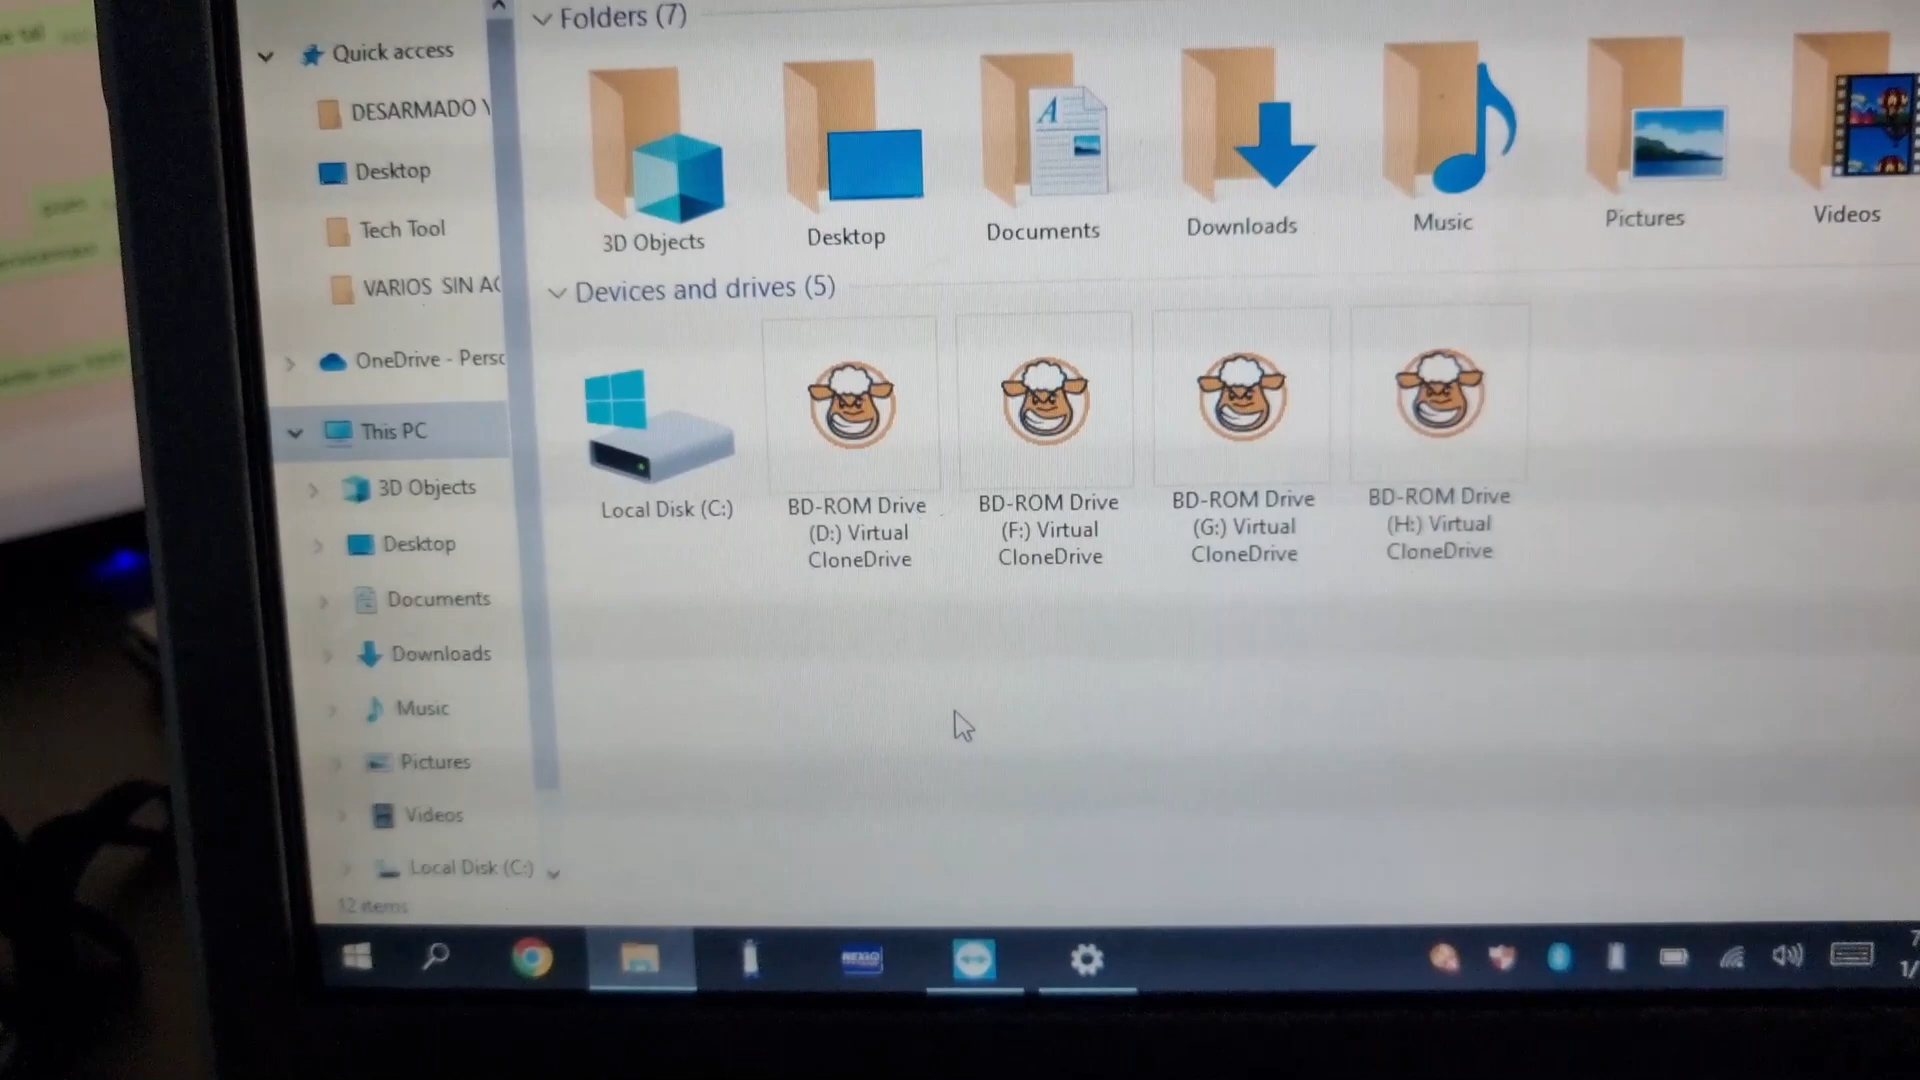 Quick access
DESARMADO Y
Desktop
Tech Tool
VARIOS SIN AC
OneDrive - Perso
This PC
3D Objects
Desktop
Documents
Downloads
Music
Pictures
Videos
Local Disk (C:)
12 items
Folders (7)
3D Objects
Desktop
Documents
Downloads
Music
Pictures
Videos
Devices and drives (5)
Local Disk (C:)
BD-ROM Drive
(D:) Virtual
CloneDrive
BD-ROM Drive
(F:) Virtual
CloneDrive
BD-ROM Drive
(G:) Virtual
CloneDrive
BD-ROM Drive
(H:) Virtual
CloneDrive
NEXIQ